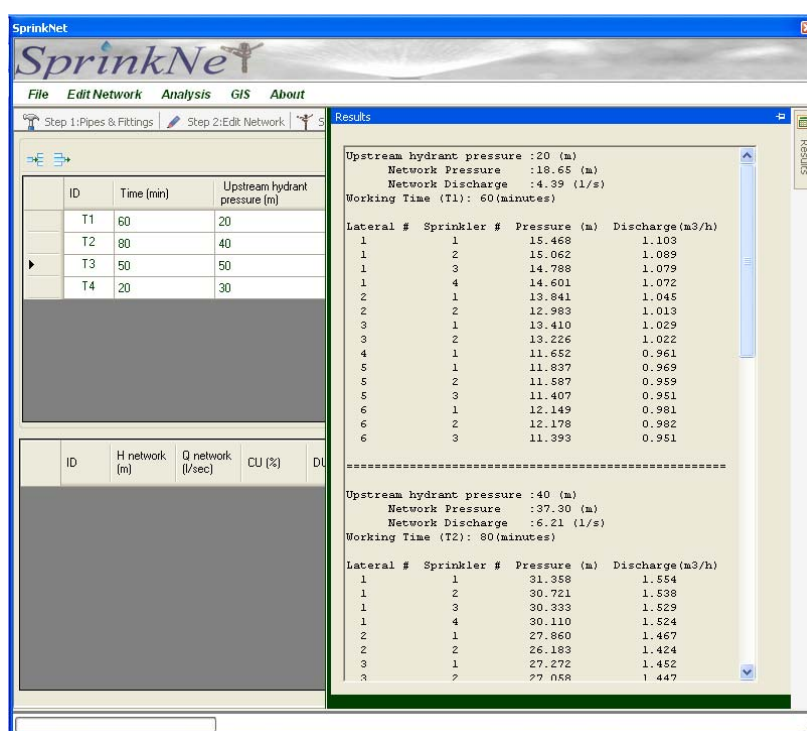 SprinkNet
SprinkNeT
File Edit Network Analysis GIS About
Step 1:Pipes & Fittings Step 2:Edit Network S
ID Time (min) Upstream hydrant pressure (m)
T1 60 20
T2 80 40
T3 50 50
T4 20 30
ID H network (m) Q network (l/sec) CU (%) DU
Results
Upstream hydrant pressure :20 (m)
Network Pressure :18.65 (m)
Network Discharge :4.39 (l/s)
Working Time (T1): 60(minutes)
Lateral # Sprinkler # Pressure (m) Discharge(m3/h)
1 1 15.468 1.103
1 2 15.062 1.089
1 3 14.788 1.079
1 4 14.601 1.072
2 1 13.841 1.045
2 2 12.983 1.013
3 1 13.410 1.029
3 2 13.226 1.022
4 1 11.652 0.961
5 1 11.837 0.969
5 2 11.587 0.959
5 3 11.407 0.951
6 1 12.149 0.981
6 2 12.178 0.982
6 3 11.393 0.951
======================================================
Upstream hydrant pressure :40 (m)
Network Pressure :37.30 (m)
Network Discharge :6.21 (l/s)
Working Time (T2): 80(minutes)
Lateral # Sprinkler # Pressure (m) Discharge(m3/h)
1 1 31.358 1.554
1 2 30.721 1.538
1 3 30.333 1.529
1 4 30.110 1.524
2 1 27.860 1.467
2 2 26.183 1.424
3 1 27.272 1.452
3 2 27.058 1.447
Results